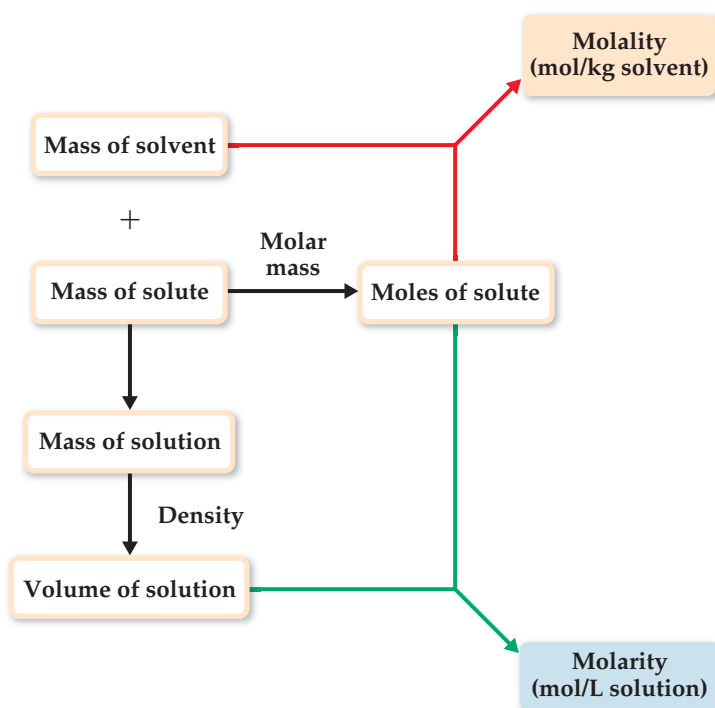 Molality
(mol/kg solvent)
Mass of solvent
+
Molar
mass
Mass of solute
Moles of solute
Mass of solution
Density
Volume of solution
Molarity
(mol/L solution)